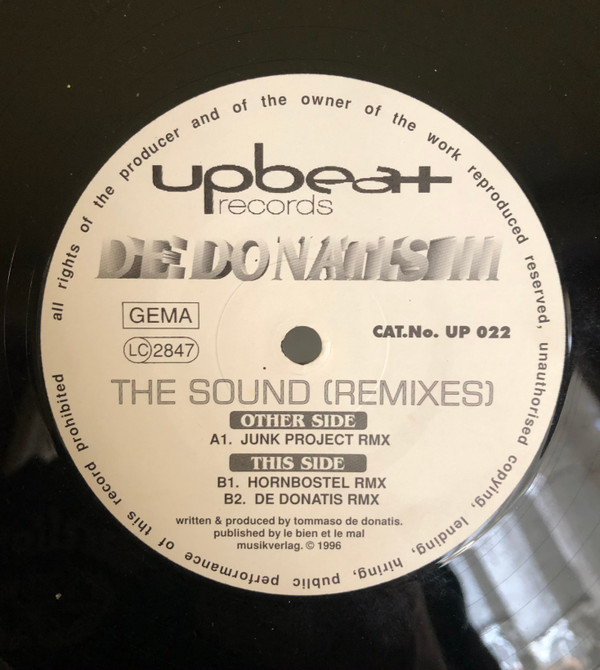 all rights of the producer and of the owner of the work reproduced reserved, unauthorised copying, lending, hiring, public performance of this record prohibited
upbeat
records
DE DONATIS III
GEMA
LC 2847
CAT.No. UP 022
THE SOUND (REMIXES)
OTHER SIDE
A1. JUNK PROJECT RMX
THIS SIDE
B1. HORNBOSTEL RMX
B2. DE DONATIS RMX
written & produced by tommaso de donatis.
published by le bien et le mal
musikverlag. © 1996